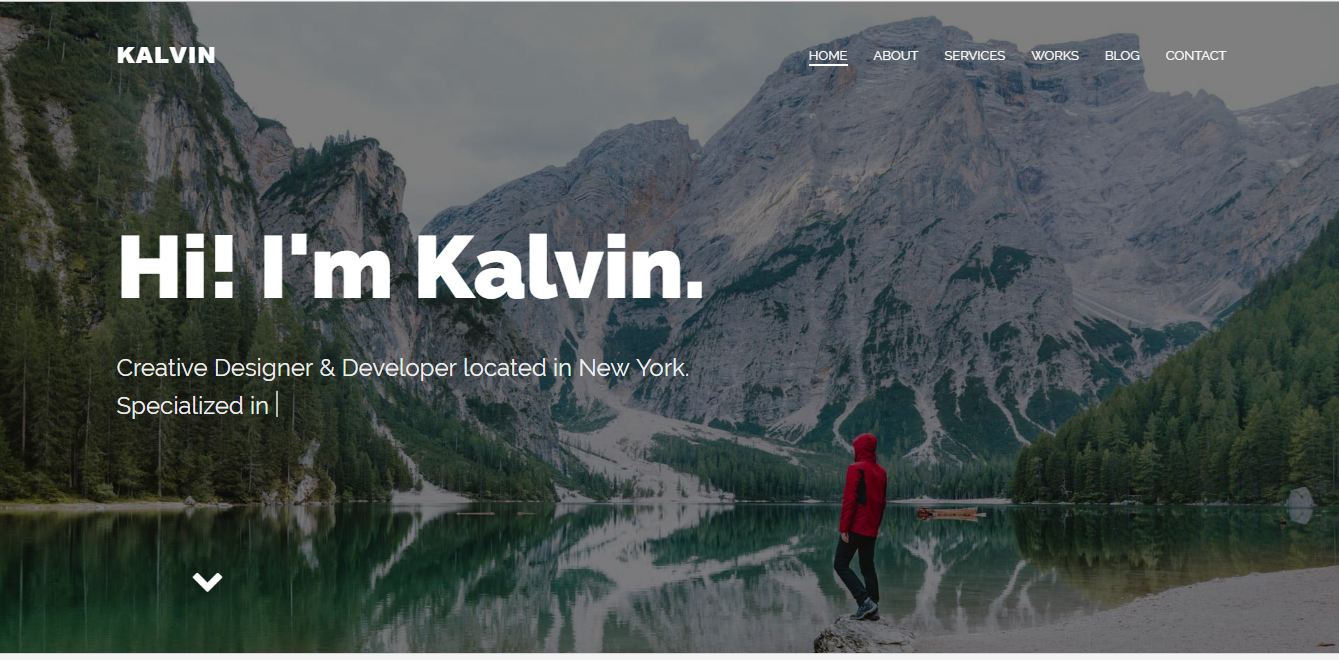 KALVIN
HOME ABOUT SERVICES WORKS BLOG CONTACT
Hi! I'm Kalvin.
Creative Designer & Developer located in New York.
Specialized in